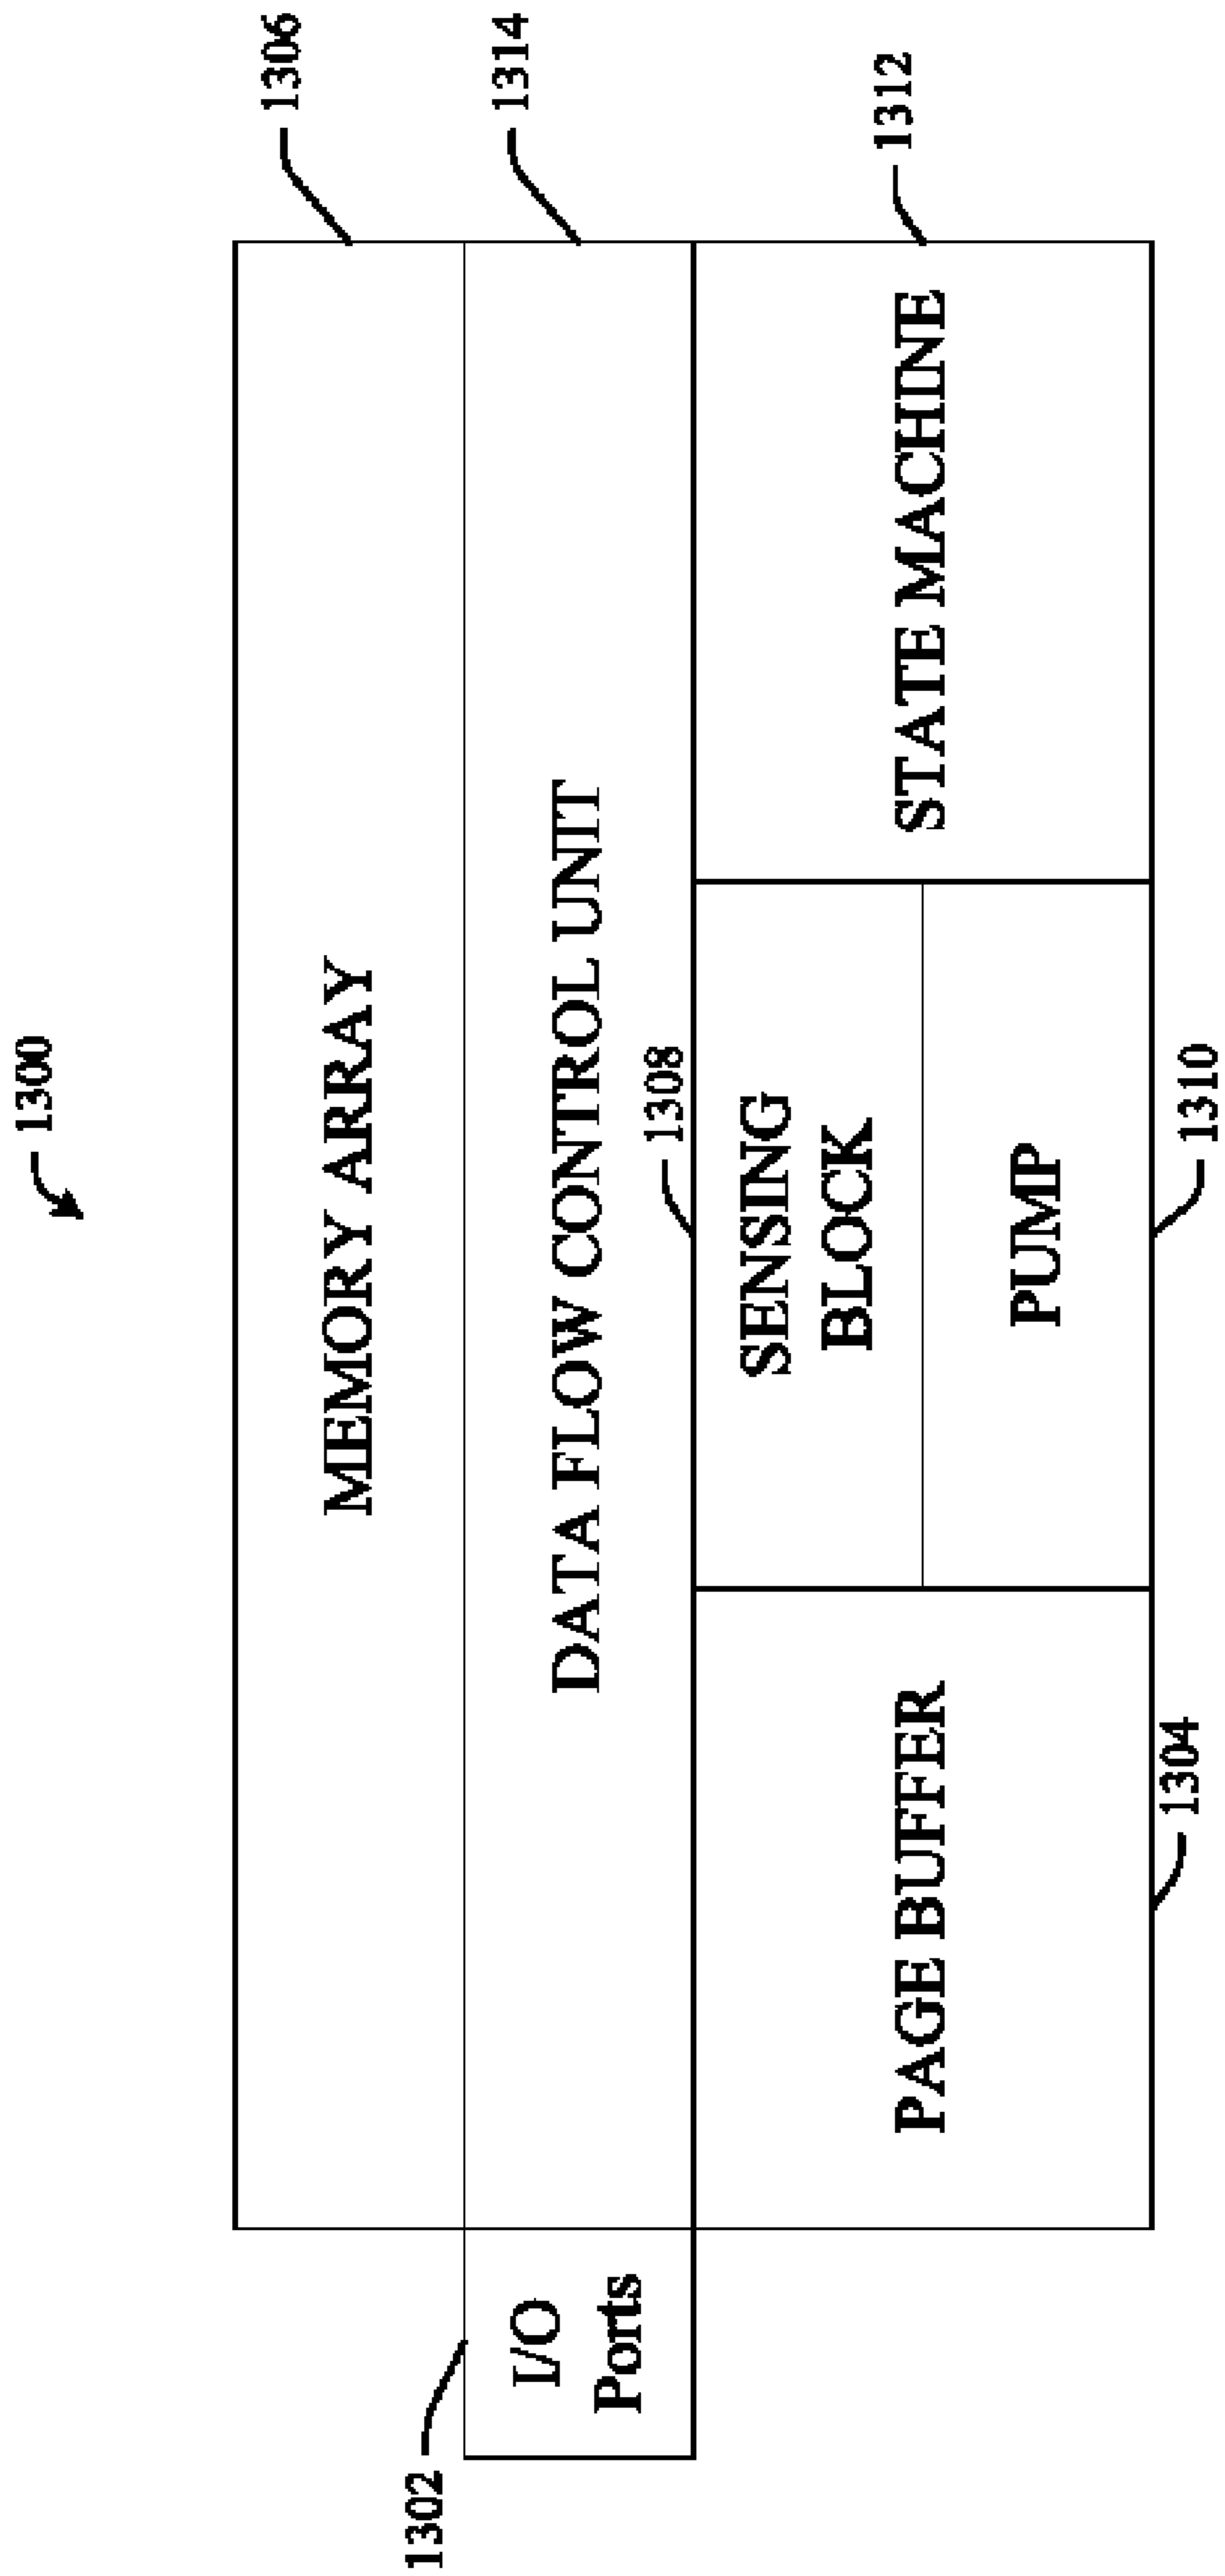 1300
MEMORY ARRAY
1306
1302
I/O
Ports
DATA FLOW CONTROL UNIT
1314
1308
PAGE BUFFER
SENSING
BLOCK
STATE MACHINE
1312
PUMP
1304
1310